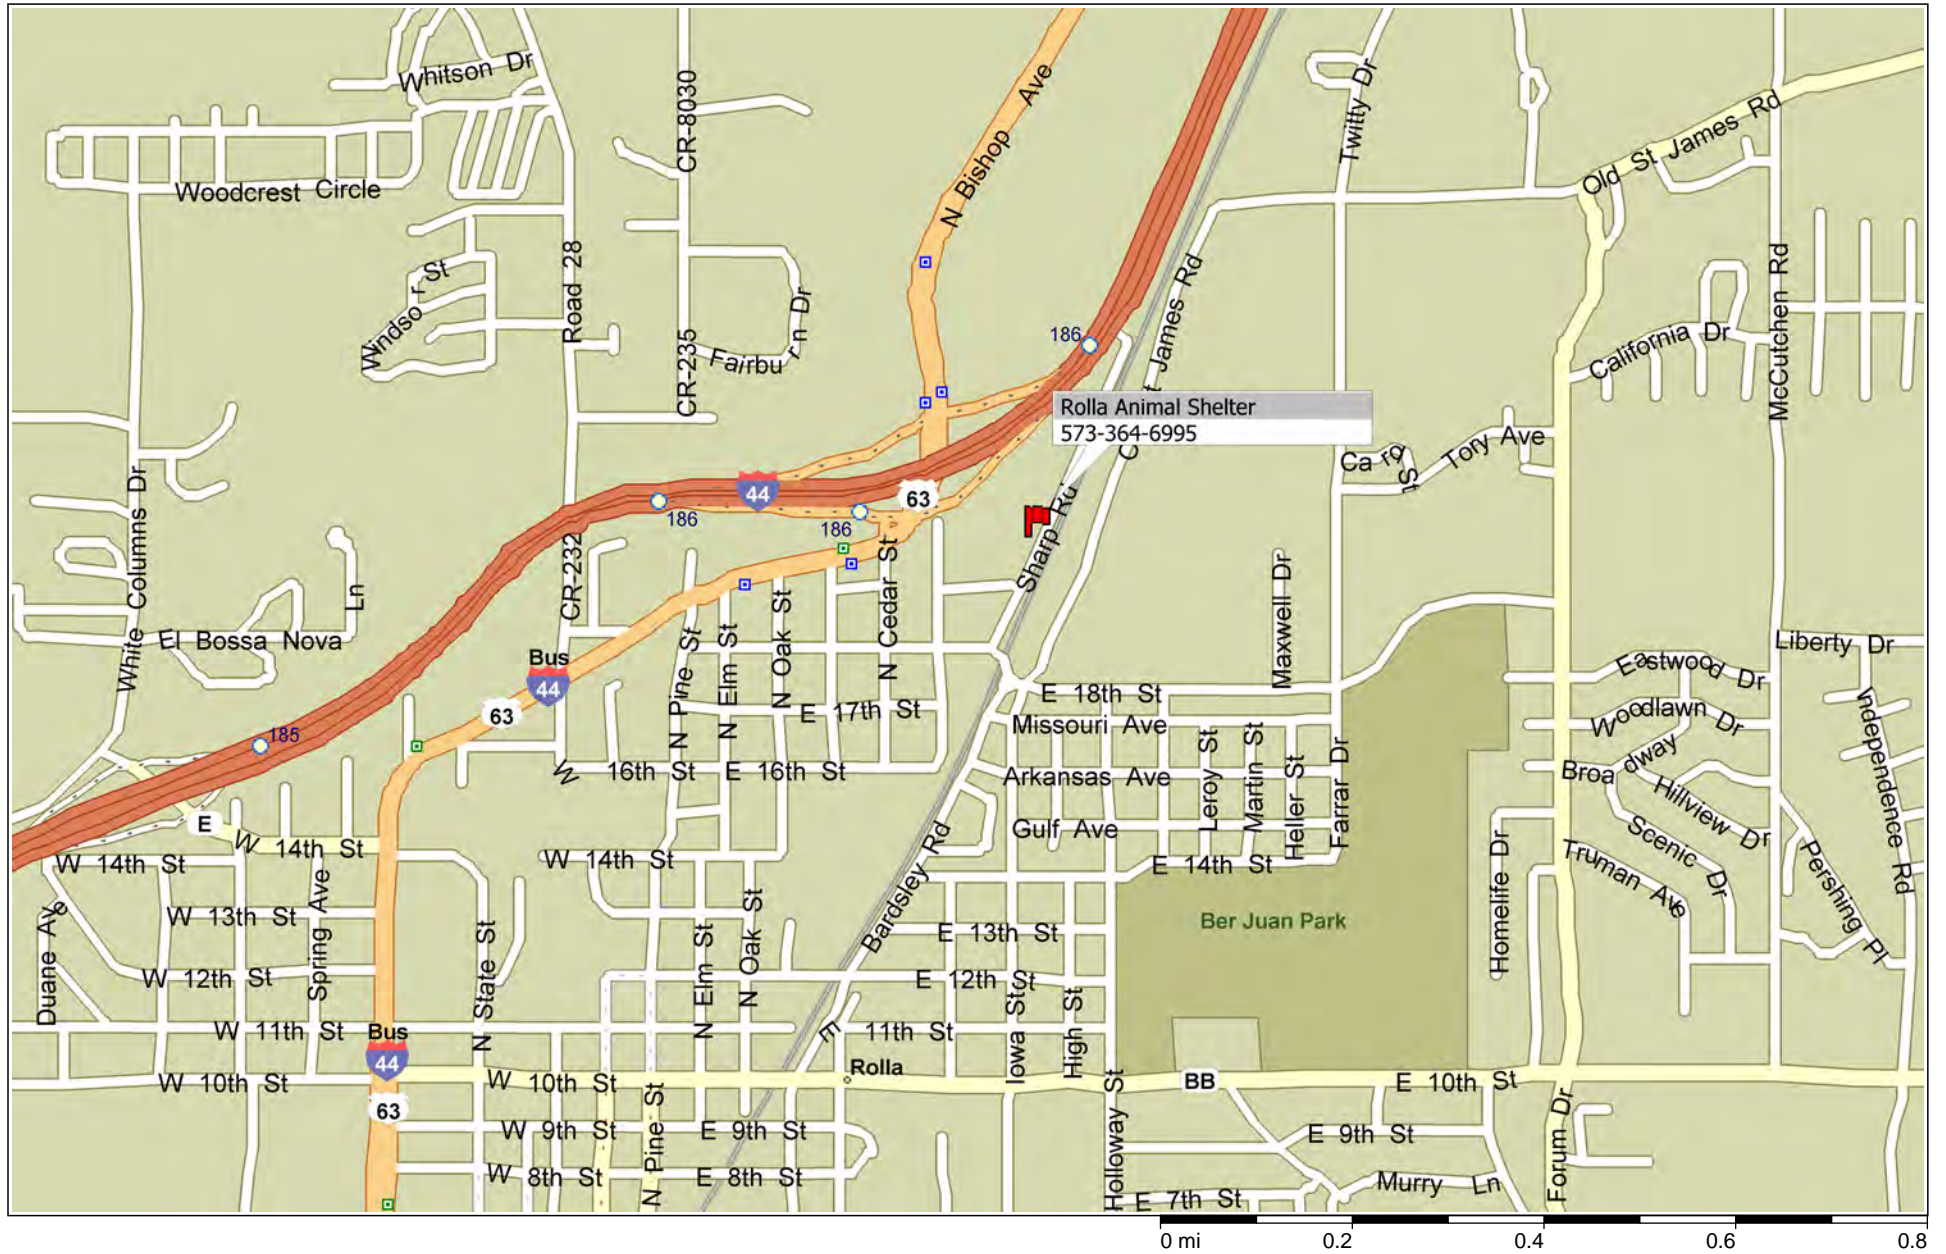 Whitson Dr
CR-8030
N Bishop Ave
Twitty Dr
Old St James Rd
Woodcrest Circle
Road 28
McCutchen Rd
Windsor St
Fairburn Dr
CR-235
186
t James Rd
California Dr
Rolla Animal Shelter
573-364-6995
Tory Ave
Card St
44
63
186
186
White Columns Dr
CR-232
Sharp Rd
N Cedar St
Maxwell Dr
Ln
El Bossa Nova
N Oak St
N Elm St
N Pine St
Liberty Dr
Eastwood Dr
Bus
44
63
E 18th St
E 17th St
Missouri Ave
Woodlawn Dr
Independence Rd
185
W 16th St
E 16th St
Arkansas Ave
Leroy St
Martin St
Heller St
Farrar Dr
Broadway
Hillview Dr
E
W 14th St
Gulf Ave
Scenic Dr
W 14th St
W 14th St
E 14th St
Bardsley Rd
Homelife Dr
Truman Ave
Pershing Pl
Duane Ave
W 13th St
Spring Ave
N State St
N Elm St
N Oak St
E 13th St
Ber Juan Park
W 12th St
E 12th St
W 11th St
Bus
44
E 11th St
Iowa St
High St
Rolla
W 10th St
W 10th St
BB
E 10th St
63
W 9th St
N Pine St
E 9th St
Holloway St
E 9th St
Forum Dr
W 8th St
E 8th St
E 7th St
Murry Ln
0 mi 0.2 0.4 0.6 0.8